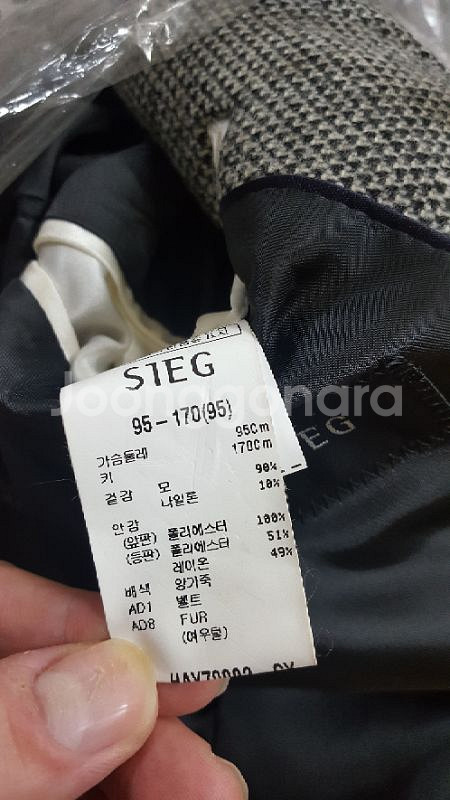 STEG
95-170(95)
가슴둘레 95Cm
키 170Cm
겉감 모 90%
나일론 10%
안감
(앞판) 폴리에스터 100%
(등판) 폴리에스터 51%
레이온 49%
배색 양가죽
AD1 벨트
AD8 FUR
(여우털)
Joonggonara
EG